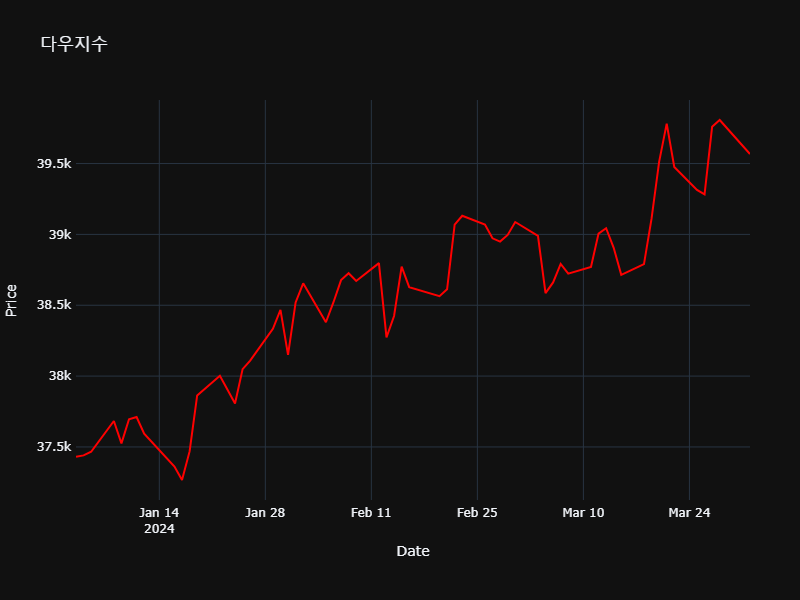 다우지수
39.5k
39k
38.5k
38k
37.5k
Price
Jan 14
2024
Jan 28
Feb 11
Feb 25
Mar 10
Mar 24
Date